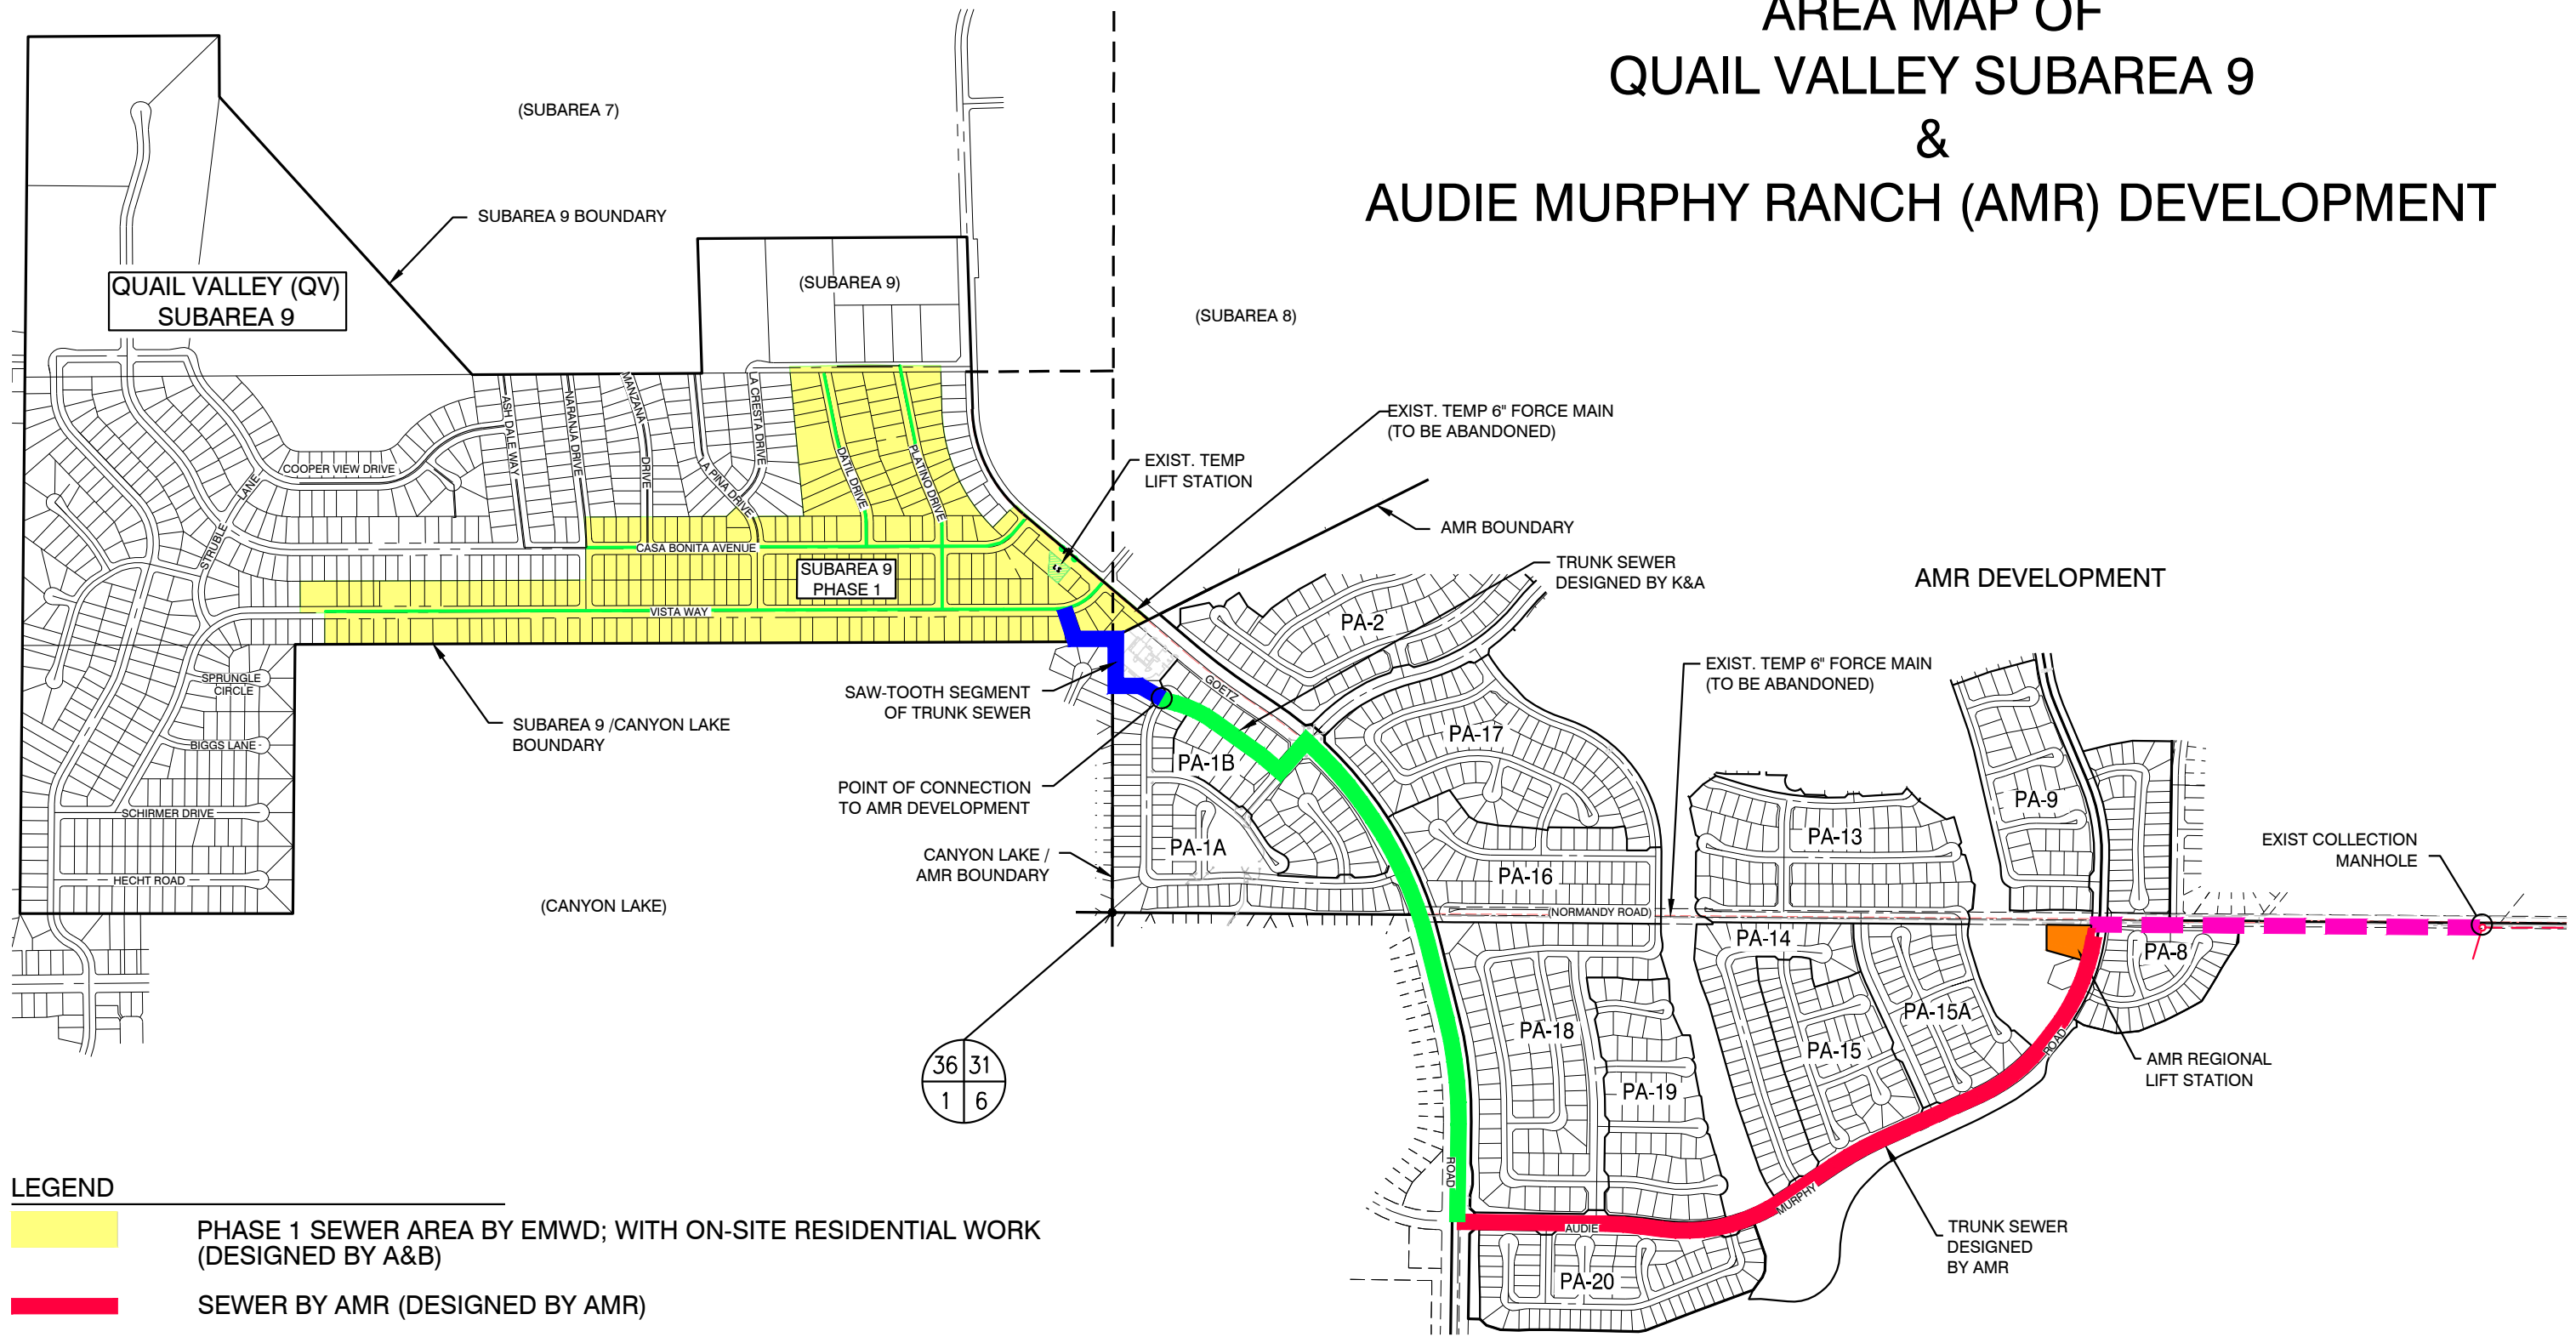 AREA MAP OF
QUAIL VALLEY SUBAREA 9
&
AUDIE MURPHY RANCH (AMR) DEVELOPMENT
(SUBAREA 7)
SUBAREA 9 BOUNDARY
QUAIL VALLEY (QV)
SUBAREA 9
(SUBAREA 9)
(SUBAREA 8)
EXIST. TEMP 6" FORCE MAIN
(TO BE ABANDONED)
EXIST. TEMP
LIFT STATION
AMR BOUNDARY
TRUNK SEWER
DESIGNED BY K&A
AMR DEVELOPMENT
ASH DALE WAY
NARANJA DRIVE
MANZANA
DRIVE
LA PINA DRIVE
LA CRESTA DRIVE
DATIL DRIVE
PLATINO DRIVE
COOPER VIEW DRIVE
STRUBLE
LANE
CASA BONITA AVENUE
SUBAREA 9
PHASE 1
LS
VISTA WAY
PA-2
EXIST. TEMP 6" FORCE MAIN
(TO BE ABANDONED)
SPRUNGLE
CIRCLE
SAW-TOOTH SEGMENT
OF TRUNK SEWER
GOETZ
SUBAREA 9 /CANYON LAKE
BOUNDARY
BIGGS LANE
PA-17
PA-1B
POINT OF CONNECTION
TO AMR DEVELOPMENT
PA-9
SCHIRMER DRIVE
PA-13
PA-1A
EXIST COLLECTION
MANHOLE
CANYON LAKE /
AMR BOUNDARY
PA-16
HECHT ROAD
(CANYON LAKE)
(NORMANDY ROAD)
PA-14
PA-8
PA-15A
PA-18
PA-15
ROAD
AMR REGIONAL
LIFT STATION
36 31
1 6
PA-19
ROAD
MURPHY
AUDIE
TRUNK SEWER
DESIGNED
BY AMR
PA-20
LEGEND
PHASE 1 SEWER AREA BY EMWD; WITH ON-SITE RESIDENTIAL WORK
(DESIGNED BY A&B)
SEWER BY AMR (DESIGNED BY AMR)